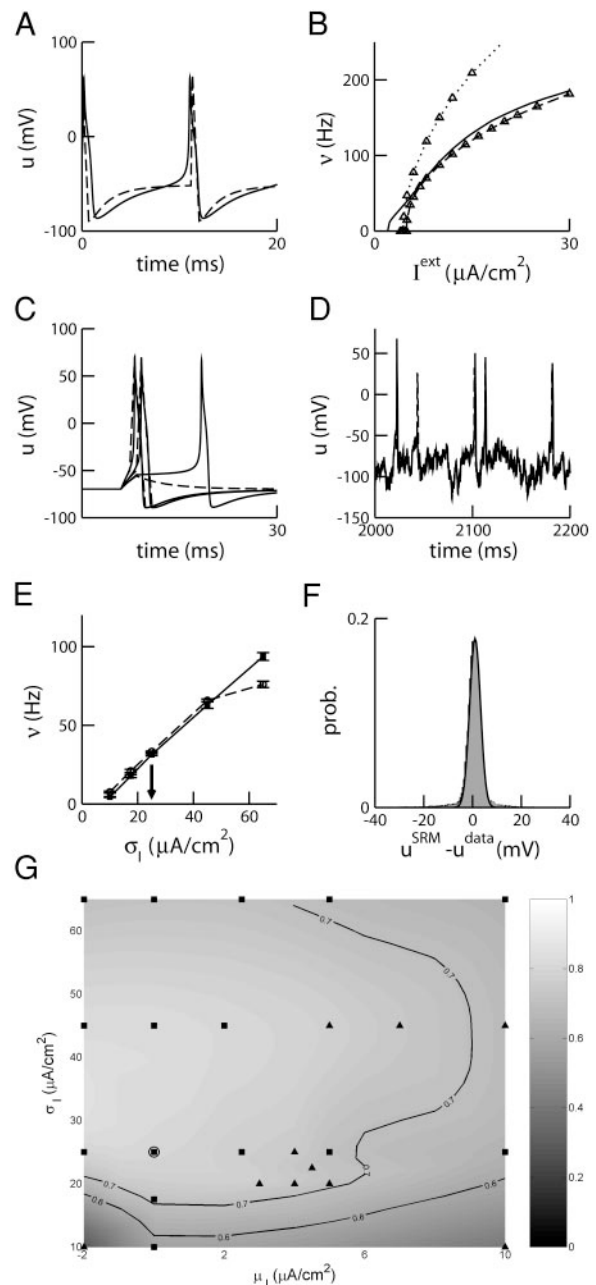 A
B
100
u (mV)
0
-100
0
20
time (ms)
200
ν (Hz)
100
0
0
30
I^ext (μA/cm²)
C
D
100
50
u (mV)
0
-50
-100
30
time (ms)
100
50
u (mV)
0
-50
-100
-150
2000
2100
2200
time (ms)
E
F
100
ν (Hz)
50
0
0
20
40
60
σ_I (μA/cm²)
0.2
prob.
0
-40
-20
0
20
40
u^SRM -u^data (mV)
G
65
60
50
σ_I (μA/cm²)
40
30
20
10
-2
2
6
10
μ_I (μA/cm²)
0.7
0.7
0.7
0.7
0.6
0.6
1
0.8
0.6
0.4
0.2
0